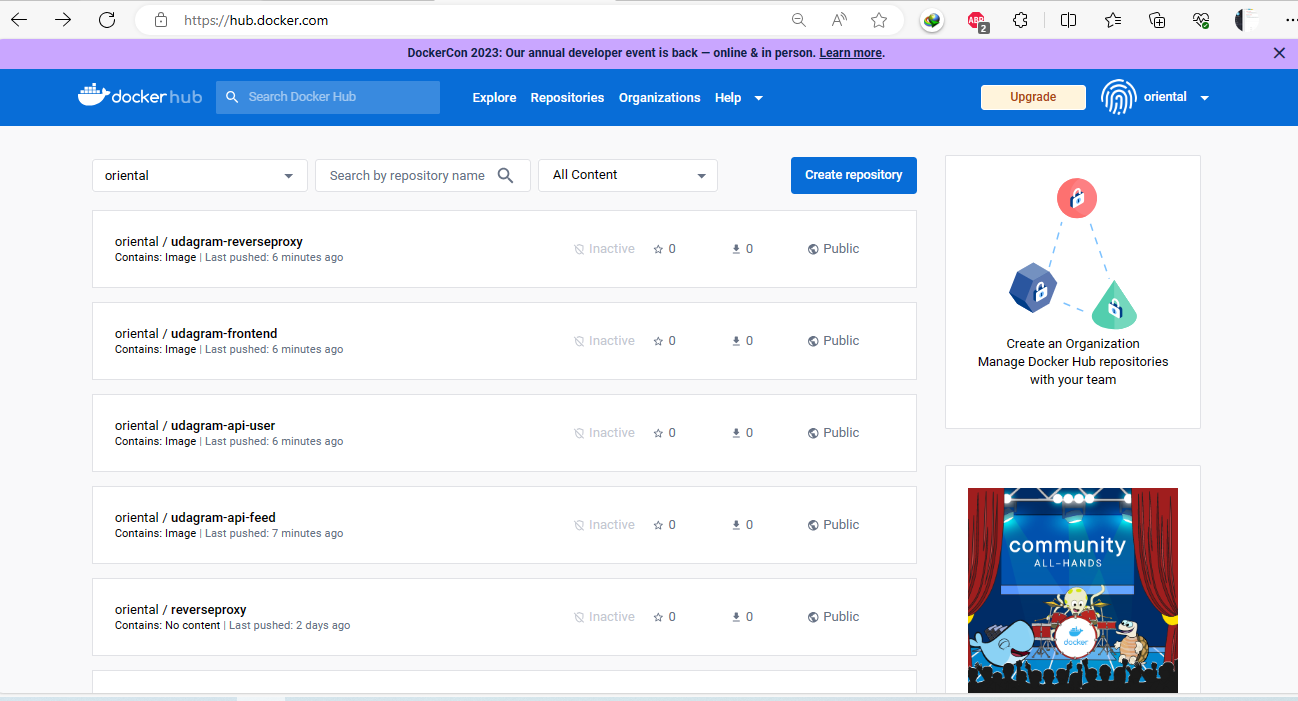 https://hub.docker.com
A
ABP
2
DockerCon 2023: Our annual developer event is back — online & in person. Learn more.
docker hub
Search Docker Hub
Explore
Repositories
Organizations
Help
Upgrade
oriental
oriental
Search by repository name
All Content
Create repository
oriental / udagram-reverseproxy
Contains: Image | Last pushed: 6 minutes ago
Inactive
0
0
Public
oriental / udagram-frontend
Contains: Image | Last pushed: 6 minutes ago
Inactive
0
0
Public
oriental / udagram-api-user
Contains: Image | Last pushed: 6 minutes ago
Inactive
0
0
Public
oriental / udagram-api-feed
Contains: Image | Last pushed: 7 minutes ago
Inactive
0
0
Public
oriental / reverseproxy
Contains: No content | Last pushed: 2 days ago
Inactive
0
0
Public
Create an Organization
Manage Docker Hub repositories
with your team
community
ALL-HANDS
docker